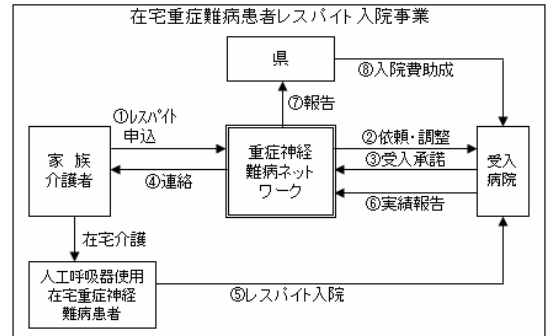 在宅重症難病患者レスパイト入院事業
県
⑧入院費助成
⑦報告
①レスパイト
申込
家 族
介護者
④連絡
重症神経
難病ネット
ワーク
②依頼・調整
③受入承諾
⑥実績報告
受入
病院
在宅介護
人工呼吸器使用
在宅重症神経
難病患者
⑤レスパイト入院